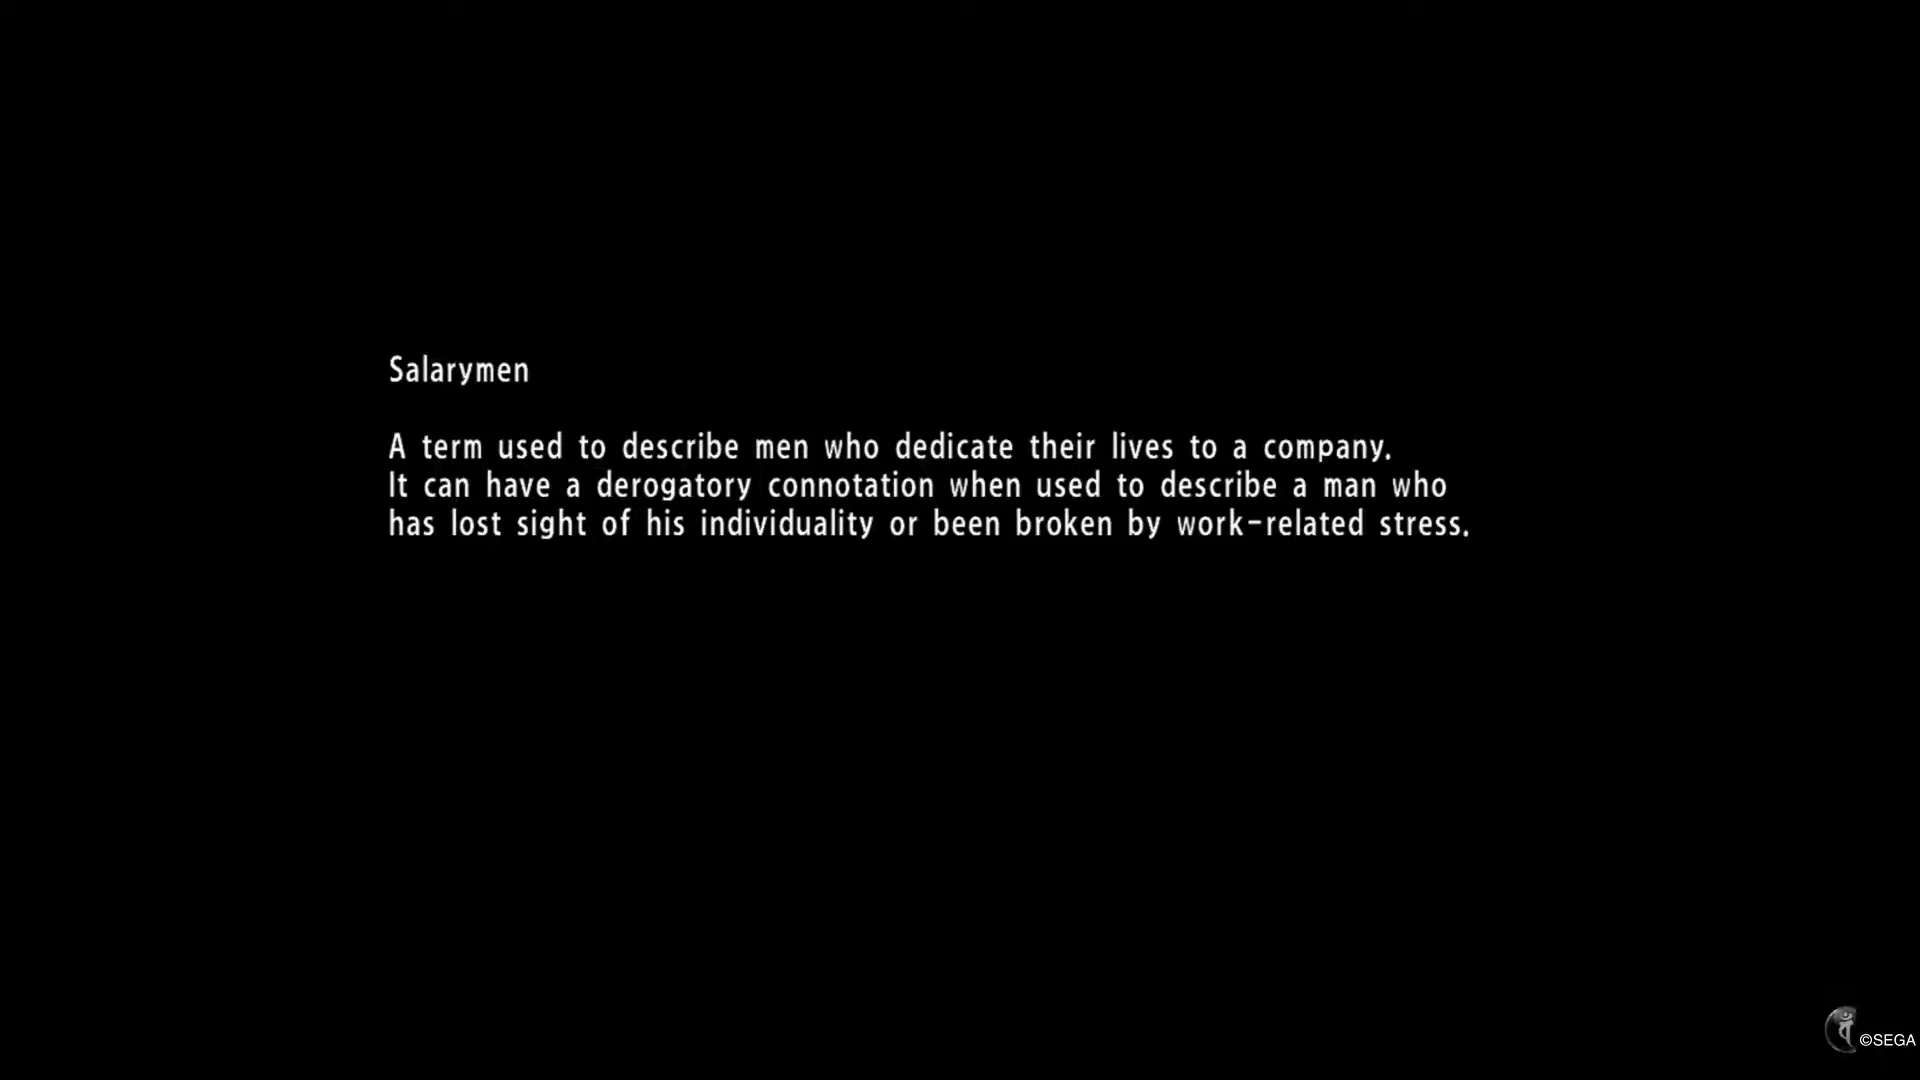 Salarymen
A term used to describe men who dedicate their lives to a company.
It can have a derogatory connotation when used to describe a man who
has lost sight of his individuality or been broken by work-related stress.
©SEGA